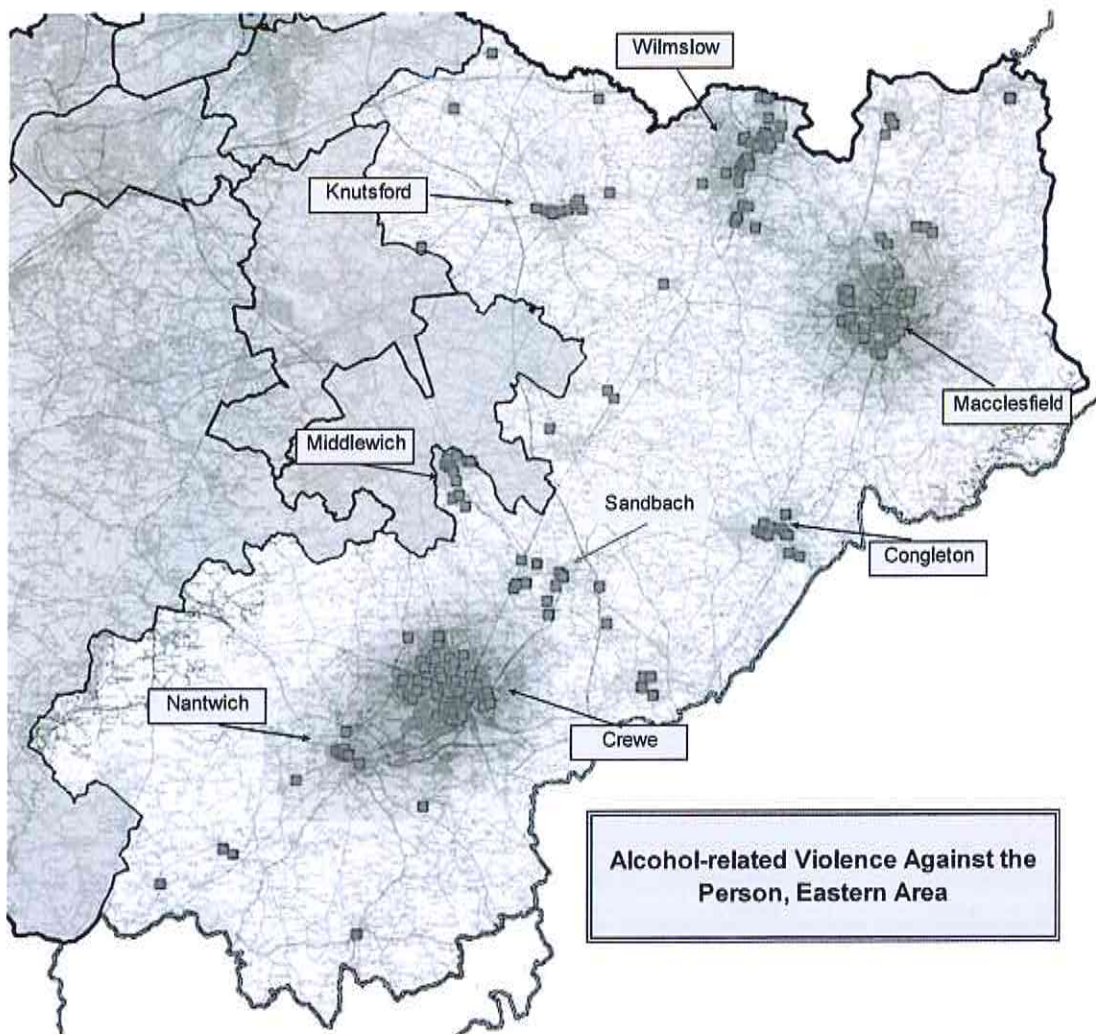 Wilmslow
Knutsford
Macclesfield
Middlewich
Sandbach
Congleton
Nantwich
Crewe
Alcohol-related Violence Against the
Person, Eastern Area